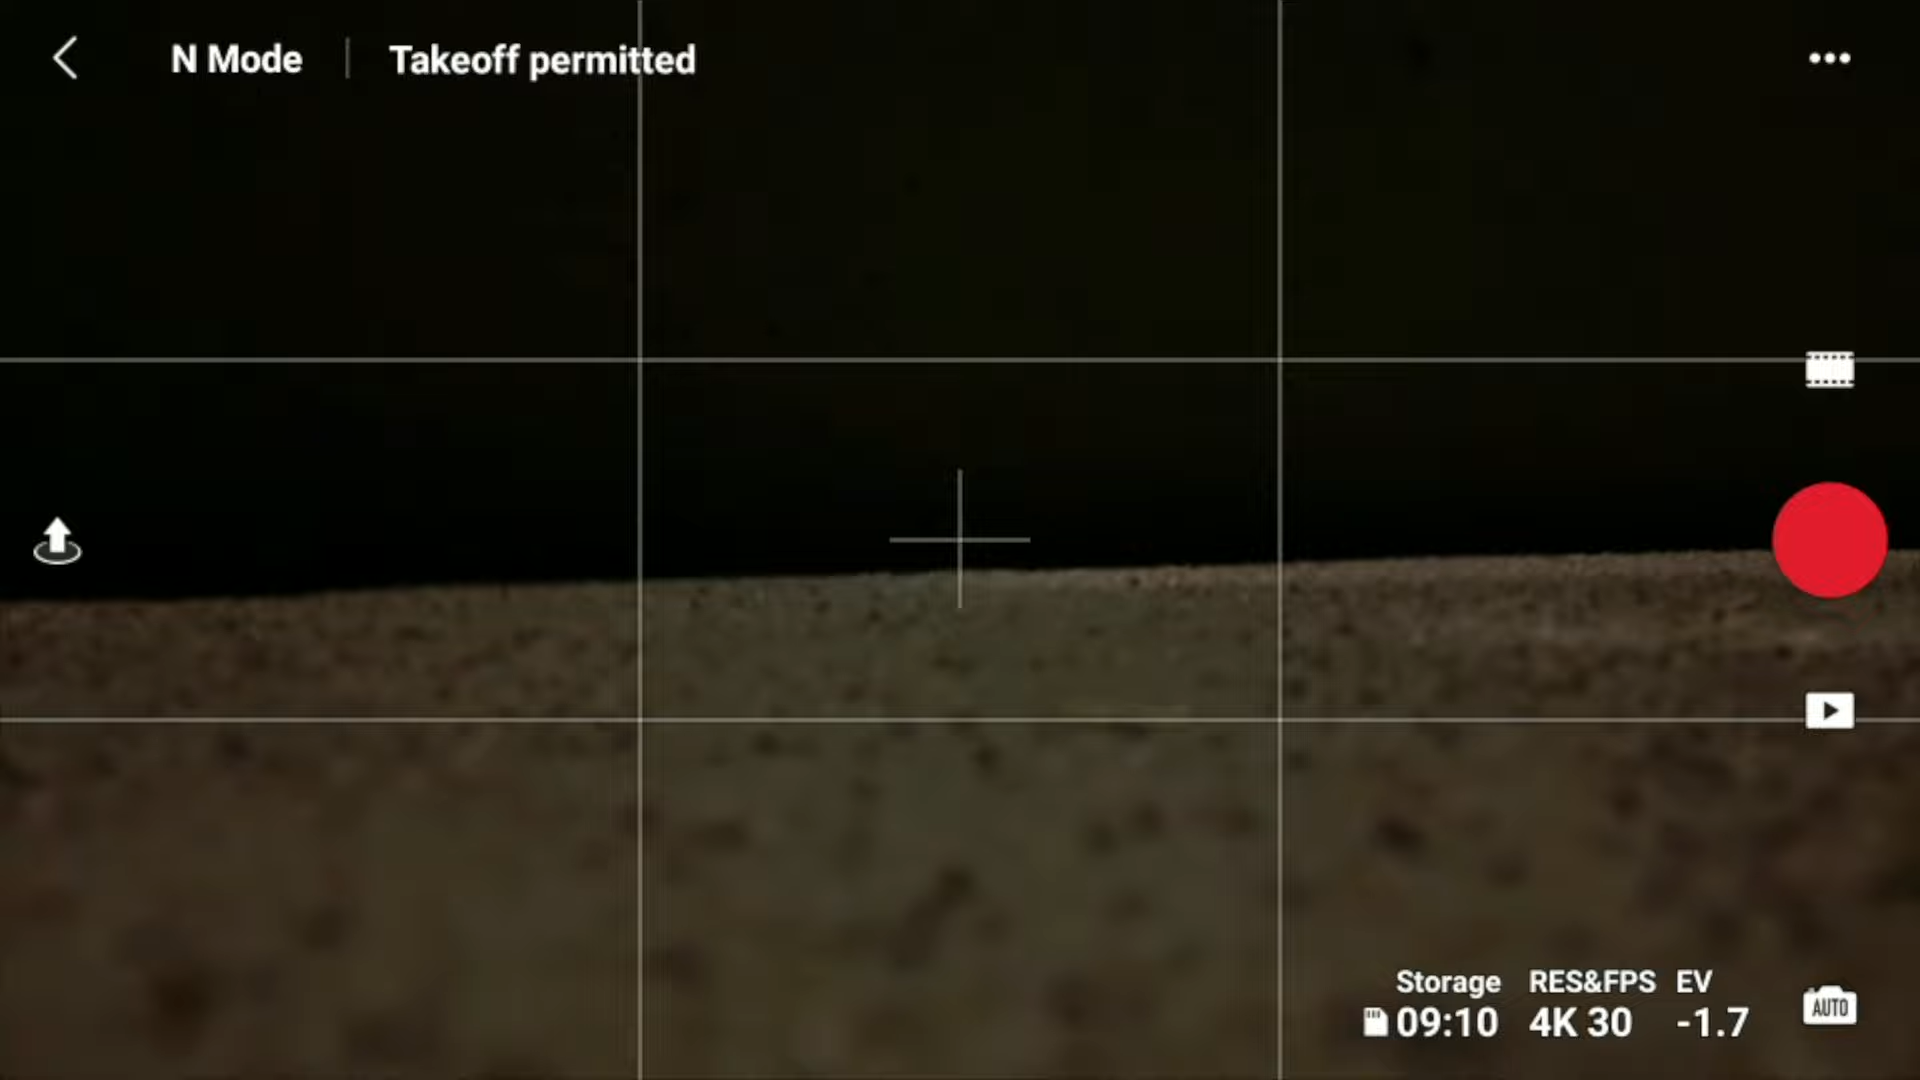 N Mode | Takeoff permitted
Storage RES&FPS EV
09:10 4K 30 -1.7
AUTO